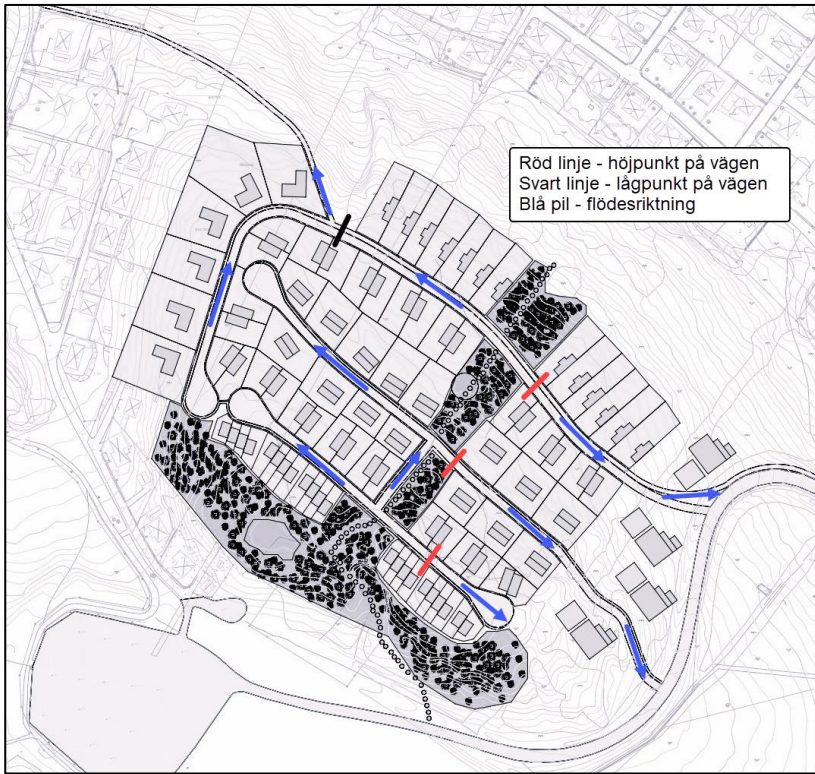 Röd linje - höjpunkt på vägen
Svart linje - lågpunkt på vägen
Blå pil - flödesriktning